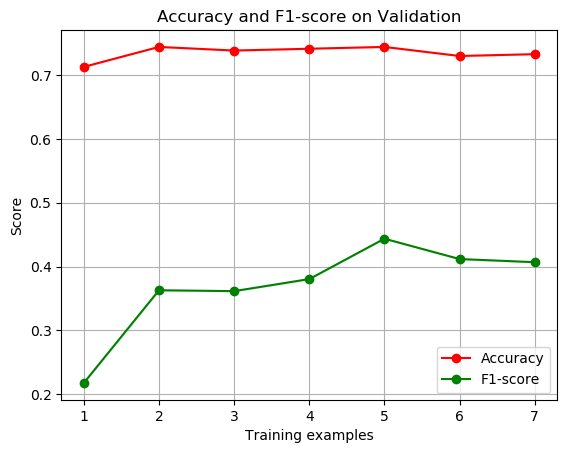 Accuracy and F1-score on Validation
Score
0.7
0.6
0.5
0.4
0.3
0.2
1 2 3 4 5 6 7
Training examples
Accuracy
F1-score